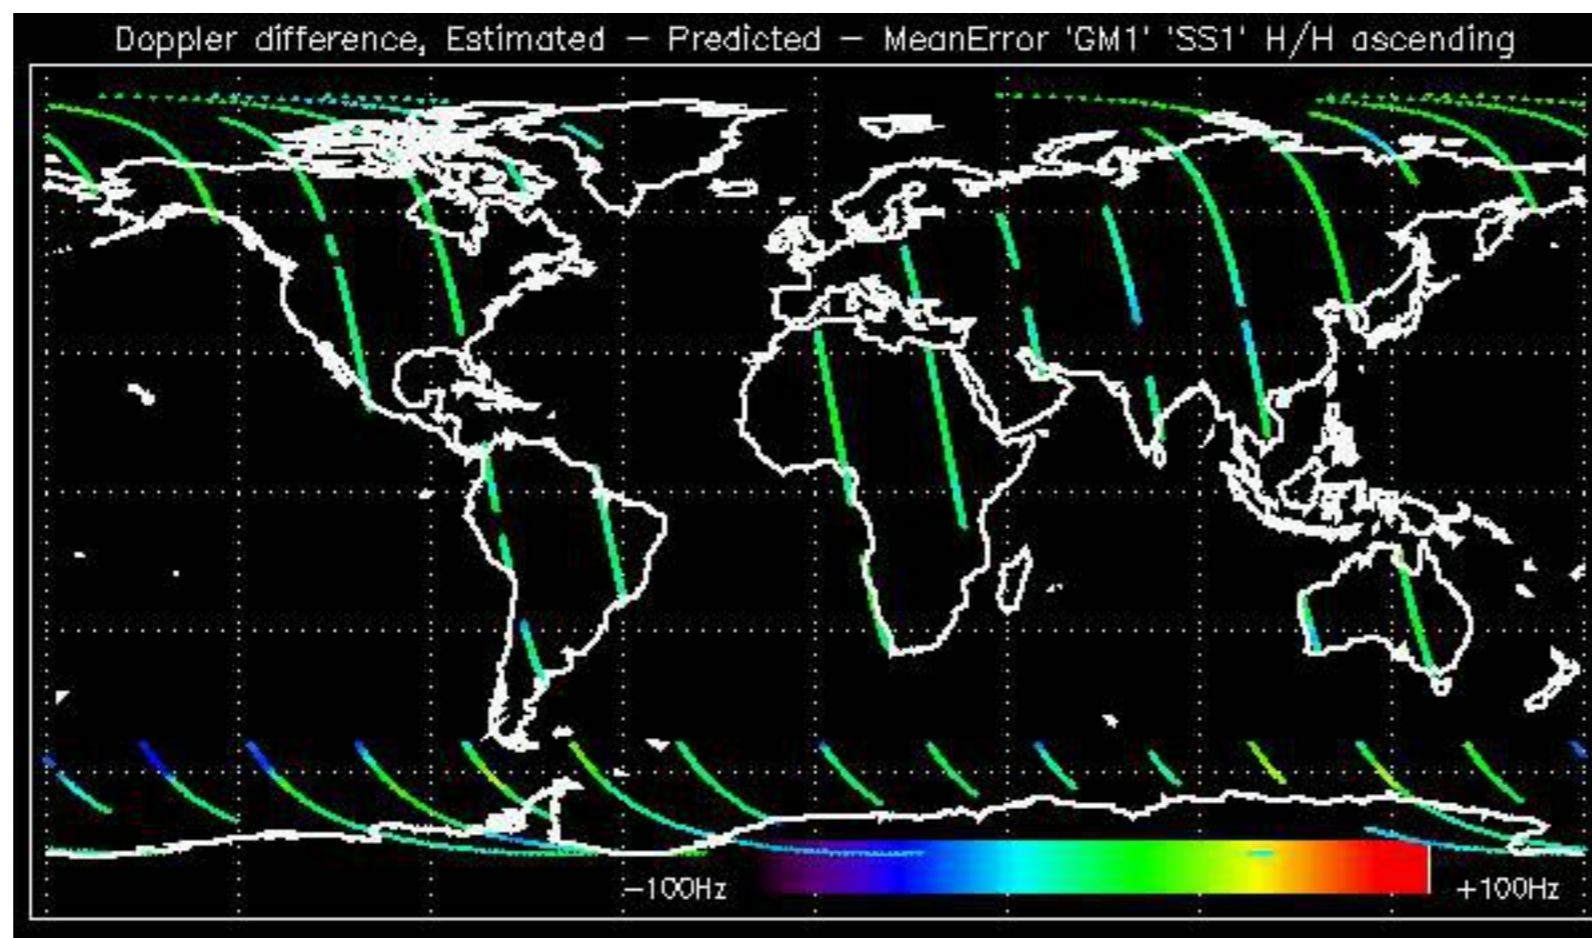 Doppler difference, Estimated – Predicted – MeanError 'GM1' 'SS1' H/H ascending
–100Hz +100Hz